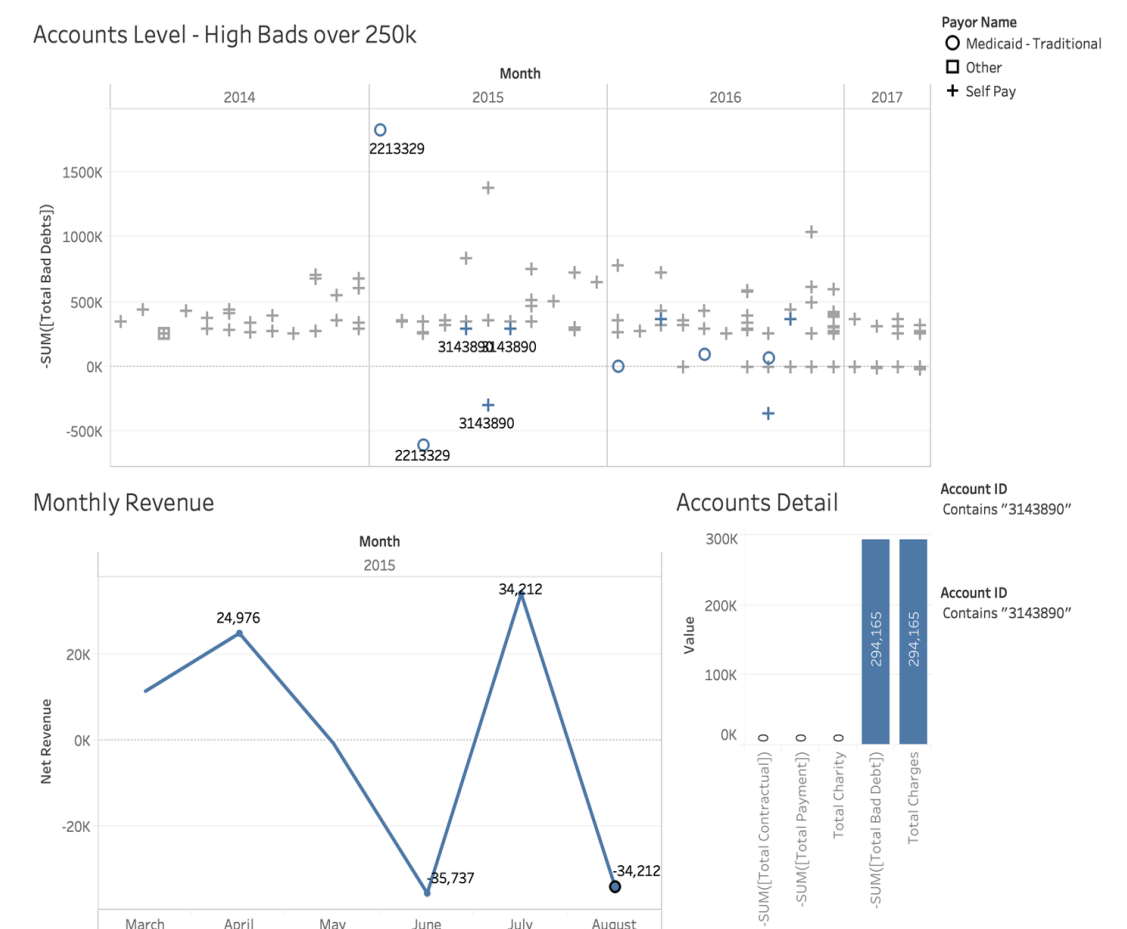 Accounts Level - High Bads over 250k
Payor Name
Medicaid - Traditional
Other
Self Pay
Month
2014 2015 2016 2017
-SUM([Total Bad Debts])
1500K
1000K
500K
0K
-500K
2213329
3143890 3143890
3143890
2213329
Monthly Revenue
Month
2015
Net Revenue
20K
0K
-20K
24,976
34,212
-35,737
-34,212
March April May June July August
Accounts Detail
Value
300K
200K
100K
0K
0 0 0 294,165 294,165
-SUM([Total Contractual])
-SUM([Total Payment])
Total Charity
-SUM([Total Bad Debt])
Total Charges
Account ID
Contains "3143890"
Account ID
Contains "3143890"